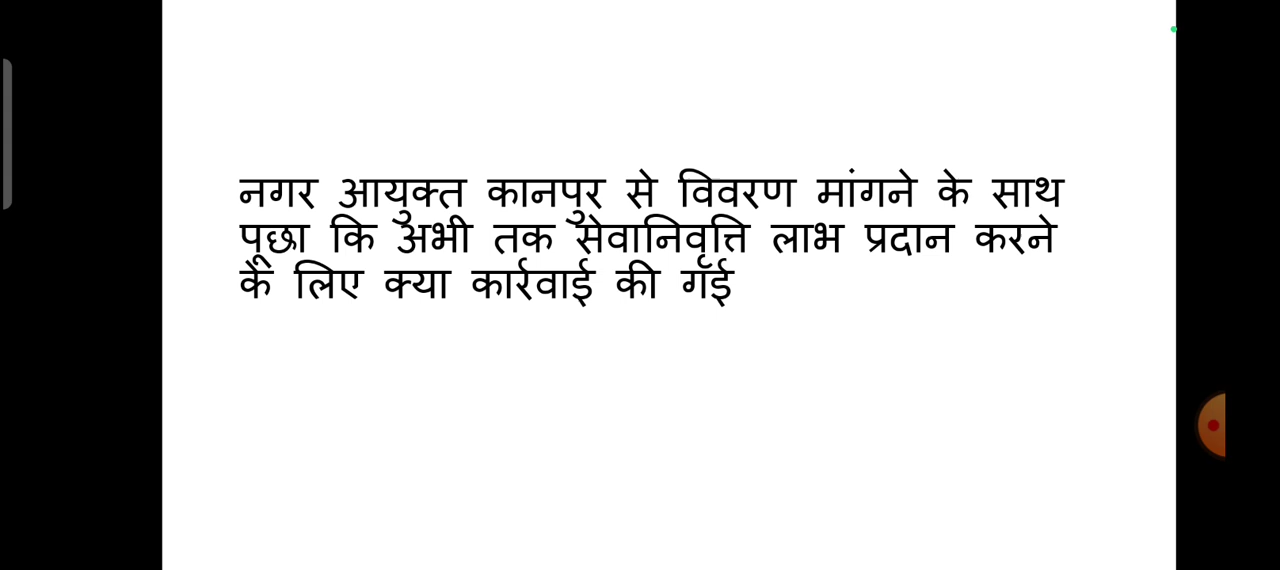 नगर आयुक्त कानपुर से विवरण मांगने के साथ
पूछा कि अभी तक सेवानिवृत्ति लाभ प्रदान करने
के लिए क्या कार्रवाई की गई